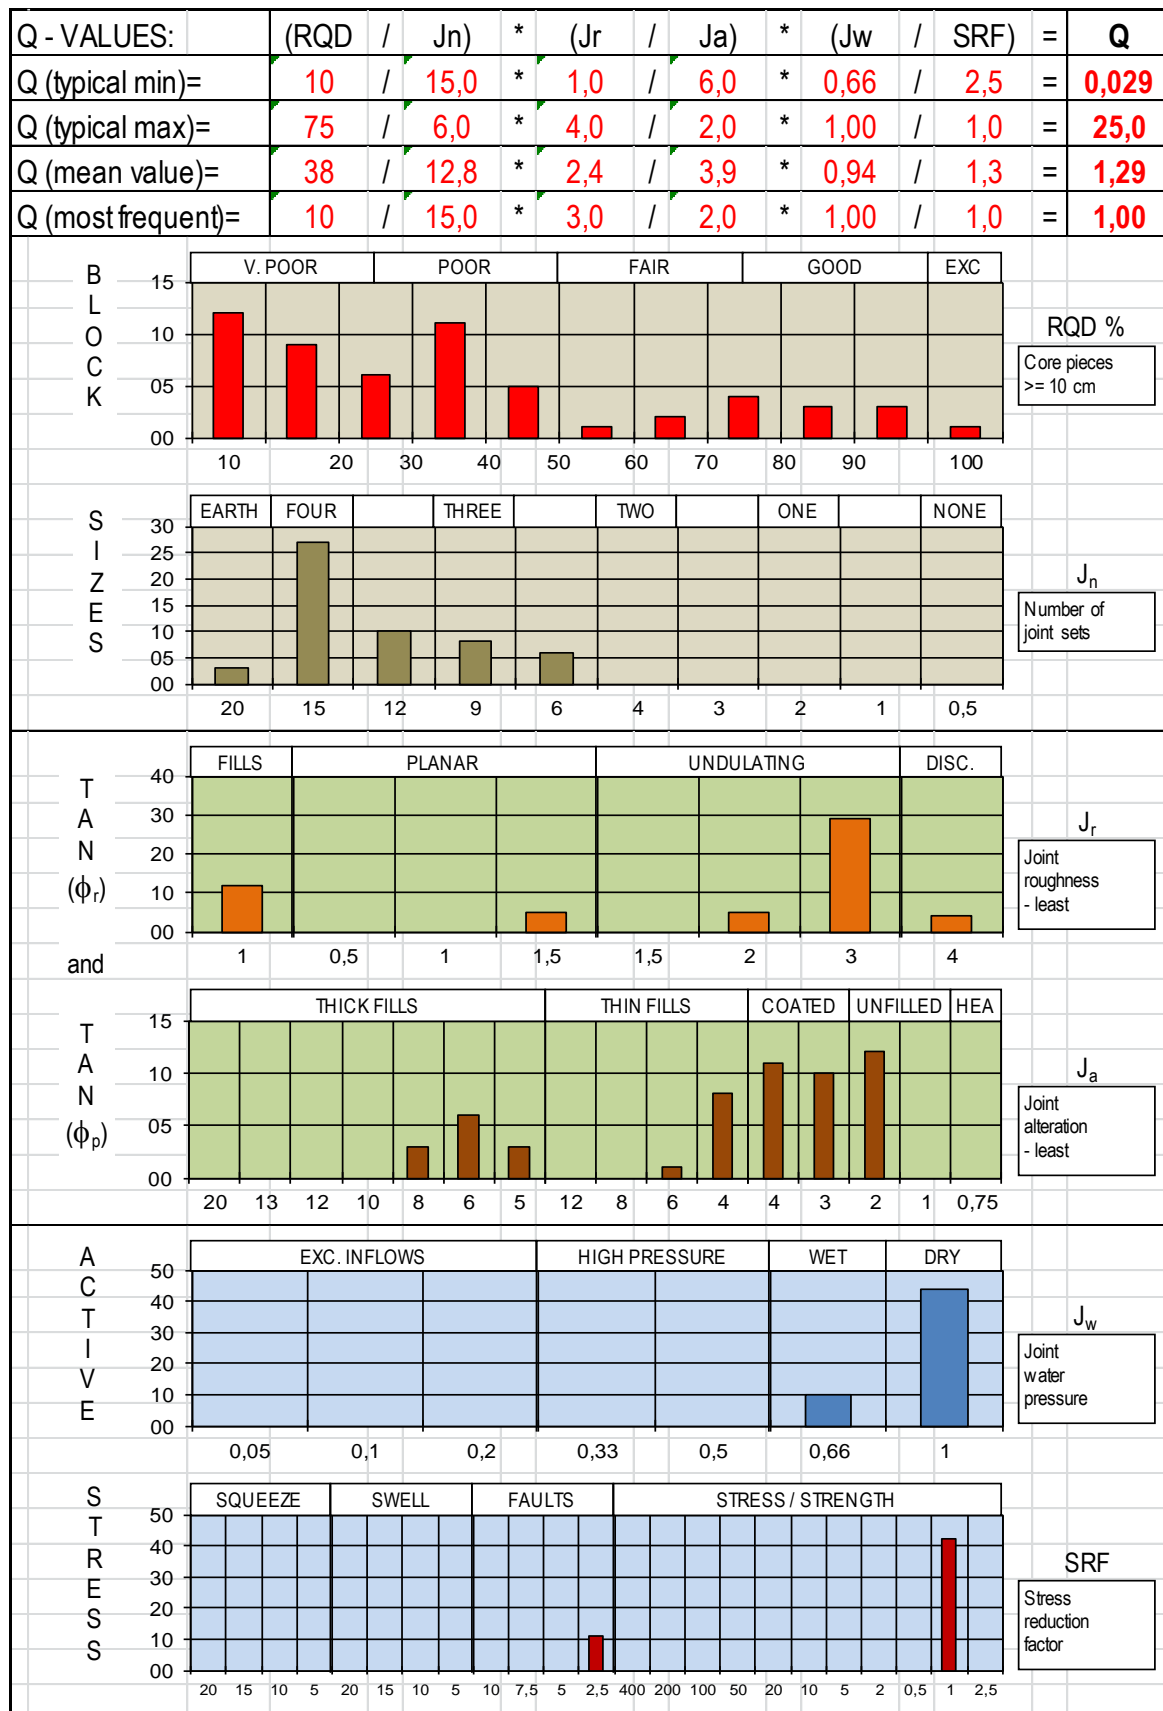 Q - VALUES: (RQD / Jn) * (Jr / Ja) * (Jw / SRF) = Q
Q (typical min)= 10 / 15,0 * 1,0 / 6,0 * 0,66 / 2,5 = 0,029
Q (typical max)= 75 / 6,0 * 4,0 / 2,0 * 1,00 / 1,0 = 25,0
Q (mean value)= 38 / 12,8 * 2,4 / 3,9 * 0,94 / 1,3 = 1,29
Q (most frequent)= 10 / 15,0 * 3,0 / 2,0 * 1,00 / 1,0 = 1,00
BLOCK
V. POOR POOR FAIR GOOD EXC
15
10
05
00
10 20 30 40 50 60 70 80 90 100
RQD %
Core pieces
>= 10 cm
SIZES
EARTH FOUR THREE TWO ONE NONE
30
25
20
15
10
05
00
20 15 12 9 6 4 3 2 1 0,5
Jn
Number of
joint sets
TAN
(ϕr)
FILLS PLANAR UNDULATING DISC.
40
30
20
10
00
1 0,5 1 1,5 1,5 2 3 4
Jr
Joint
roughness
- least
and
TAN
(ϕp)
THICK FILLS THIN FILLS COATED UNFILLED HEA
15
10
05
00
20 13 12 10 8 6 5 12 8 6 4 4 3 2 1 0,75
Ja
Joint
alteration
- least
ACTIVE
EXC. INFLOWS HIGH PRESSURE WET DRY
50
40
30
20
10
00
0,05 0,1 0,2 0,33 0,5 0,66 1
Jw
Joint
water
pressure
STRESS
SQUEEZE SWELL FAULTS STRESS / STRENGTH
50
40
30
20
10
00
20 15 10 5 20 15 10 5 10 7,5 5 2,5 400 200 100 50 20 10 5 2 0,5 1 2,5
SRF
Stress
reduction
factor